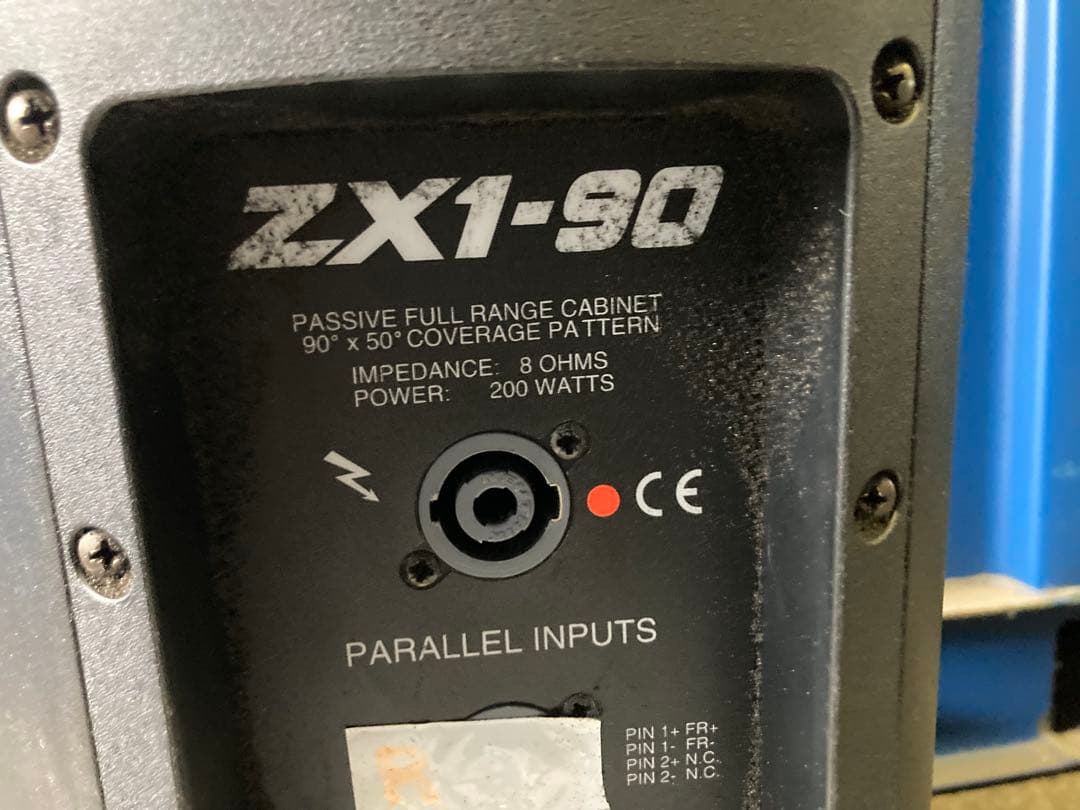 ZX1-90
PASSIVE FULL RANGE CABINET
90° x 50° COVERAGE PATTERN
IMPEDANCE: 8 OHMS
POWER: 200 WATTS
CE
PARALLEL INPUTS
PIN 1+ FR+
PIN 1- FR-
PIN 2+ N.C.
PIN 2- N.C.
R